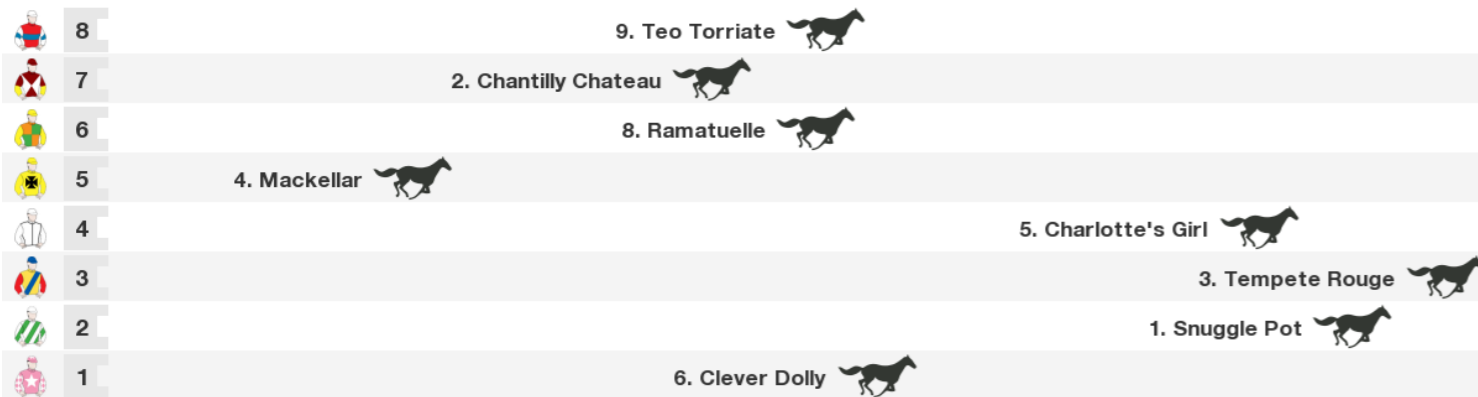 8 9. Teo Torriate
7 2. Chantilly Chateau
6 8. Ramatuelle
5 4. Mackellar
4 5. Charlotte's Girl
3 3. Tempete Rouge
2 1. Snuggle Pot
1 6. Clever Dolly